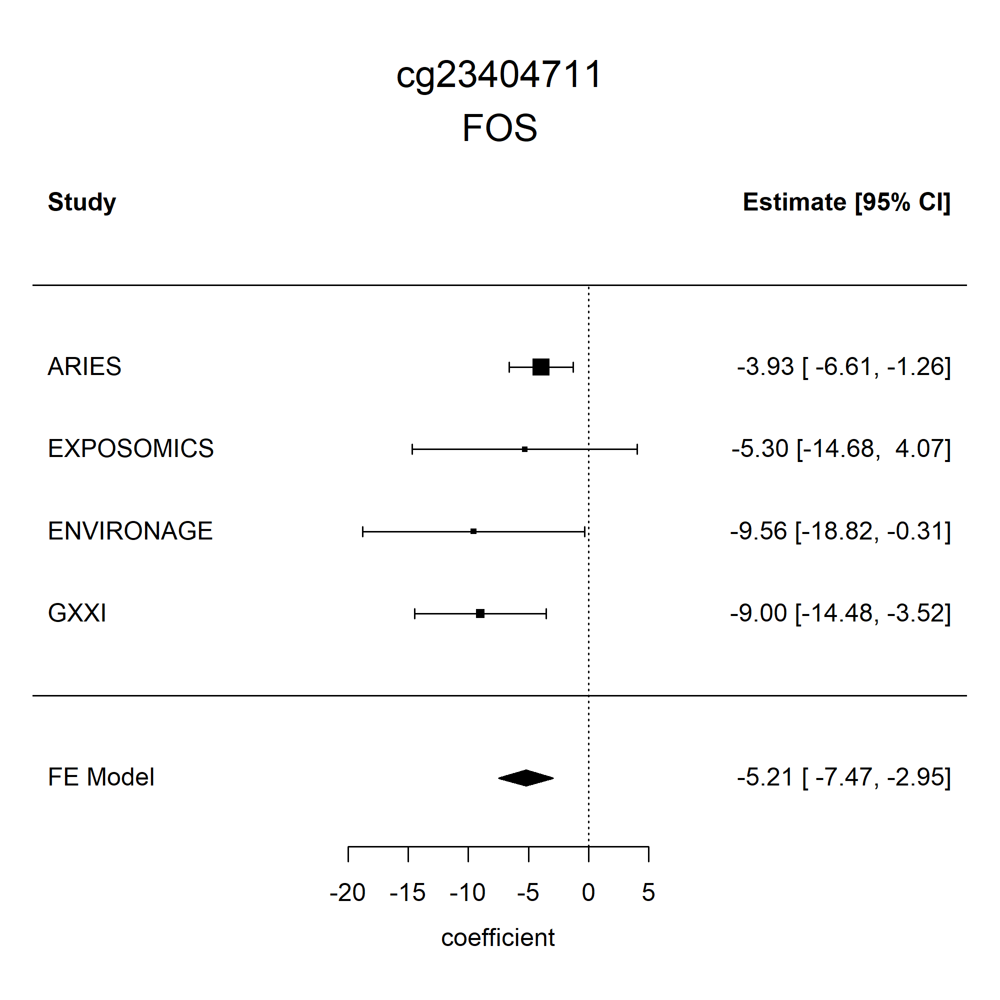 cg23404711
FOS
Study Estimate [95% CI]
ARIES -3.93 [ -6.61, -1.26]
EXPOSOMICS -5.30 [-14.68,  4.07]
ENVIRONAGE -9.56 [-18.82, -0.31]
GXXI -9.00 [-14.48, -3.52]
FE Model -5.21 [ -7.47, -2.95]
-20 -15 -10 -5 0 5
coefficient